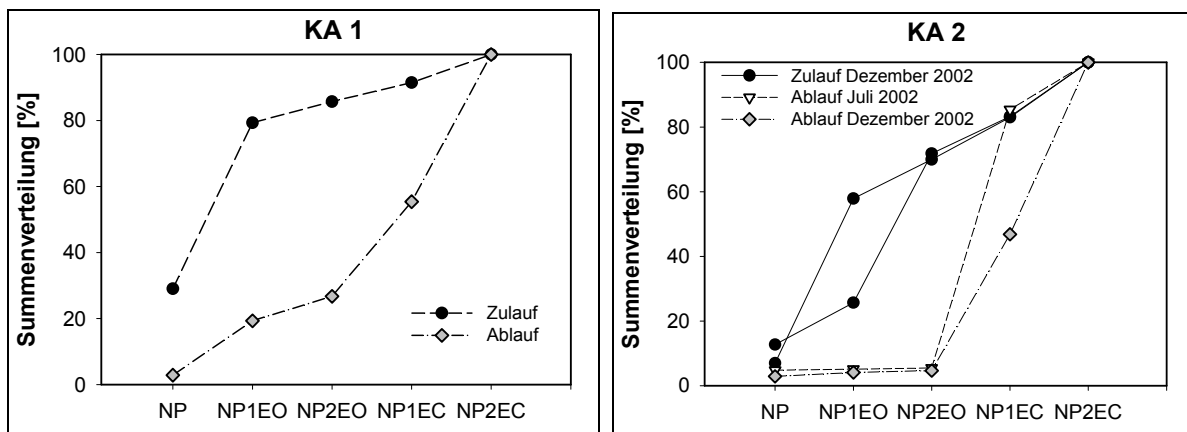 KA 1
Summenverteilung [%]
100
80
60
40
20
0
Zulauf
Ablauf
NP NP1EO NP2EO NP1EC NP2EC
KA 2
Summenverteilung [%]
100
80
60
40
20
0
Zulauf Dezember 2002
Ablauf Juli 2002
Ablauf Dezember 2002
NP NP1EO NP2EO NP1EC NP2EC